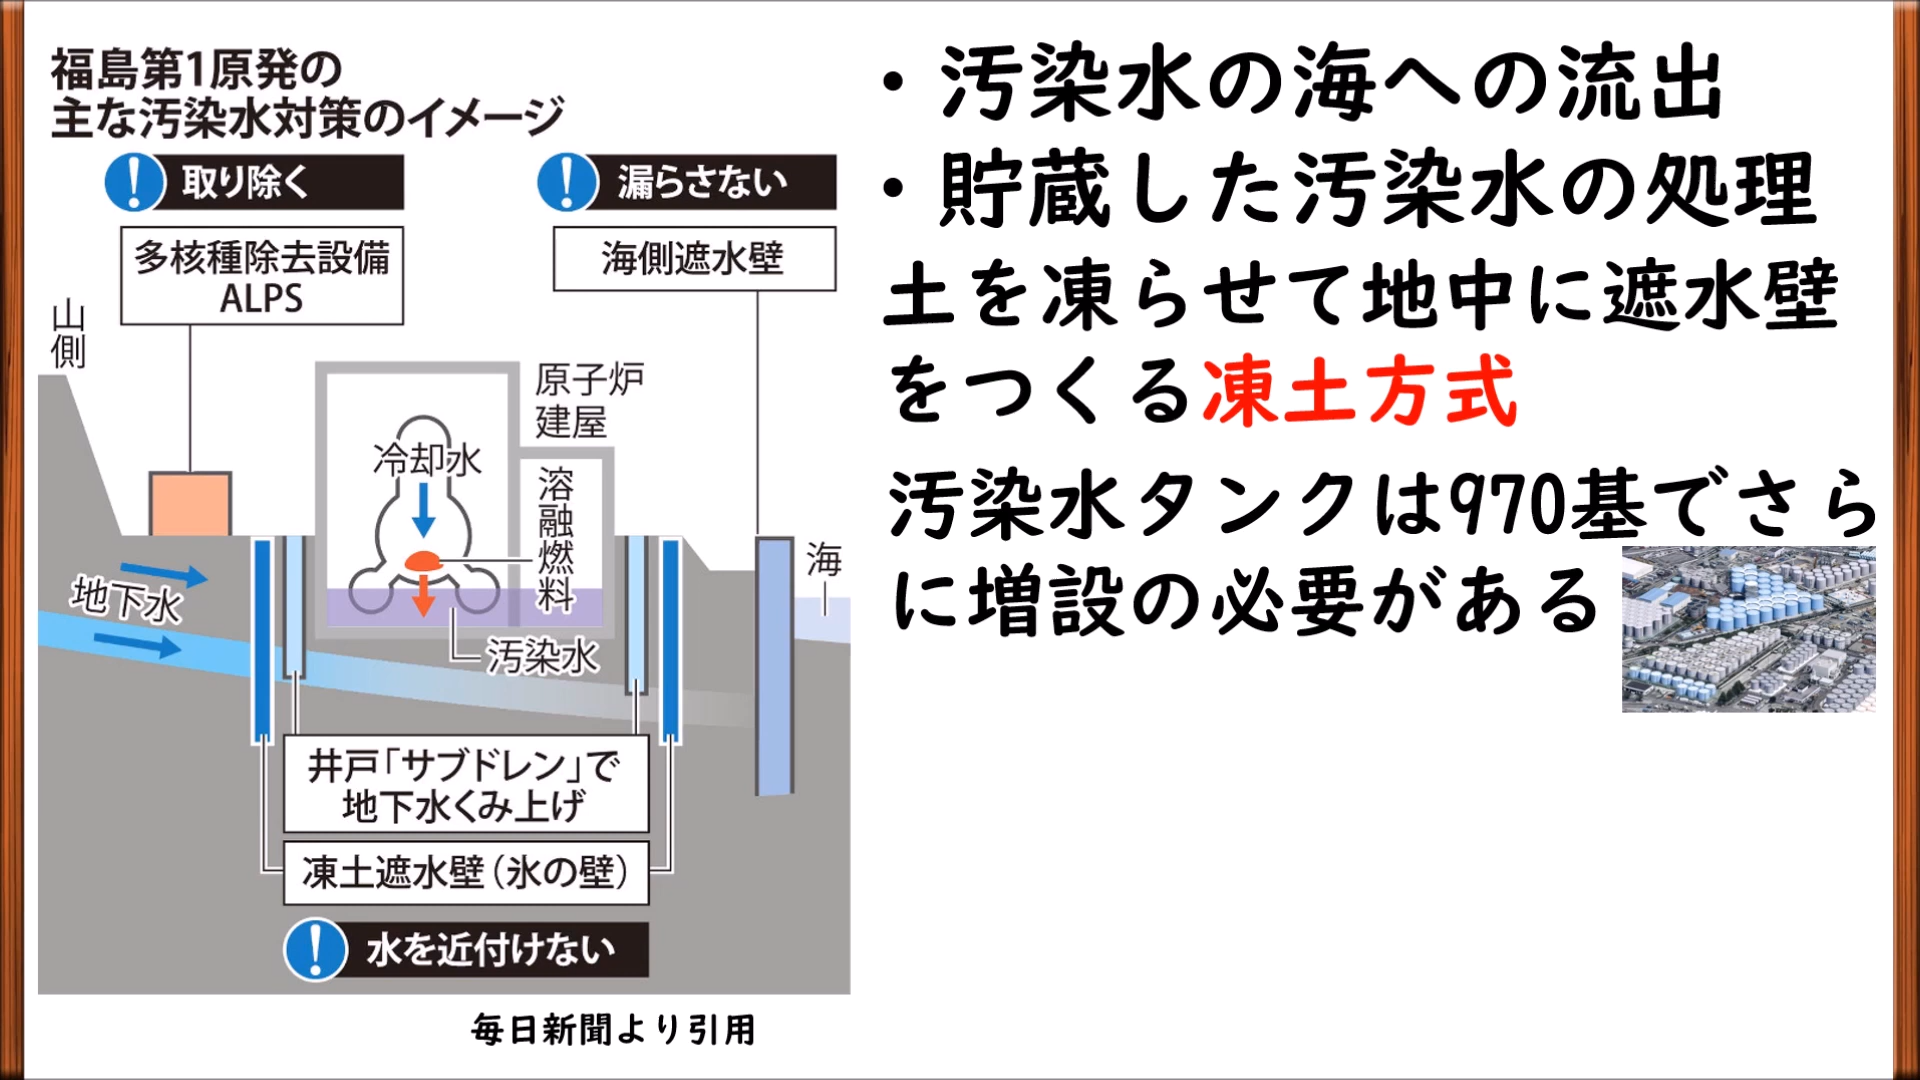 福島第1原発の
主な汚染水対策のイメージ
! 取り除く
! 漏らさない
多核種除去設備
ALPS
海側遮水壁
山側
原子炉
建屋
冷却水
溶融燃料
海
地下水
汚染水
井戸「サブドレン」で
地下水くみ上げ
凍土遮水壁(氷の壁)
! 水を近付けない
毎日新聞より引用
・汚染水の海への流出
・貯蔵した汚染水の処理
土を凍らせて地中に遮水壁
をつくる凍土方式
汚染水タンクは970基でさら
に増設の必要がある